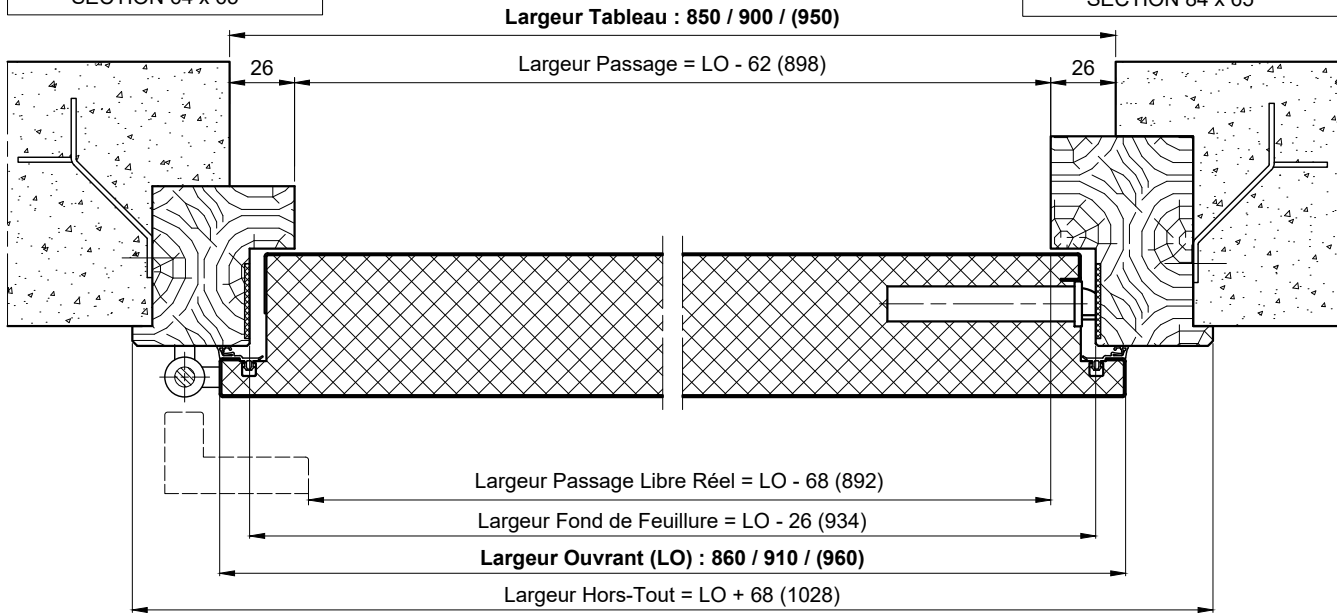 Largeur Tableau : 850 / 900 / (950)
26
Largeur Passage = LO - 62 (898)
26
Largeur Passage Libre Réel = LO - 68 (892)
Largeur Fond de Feuillure = LO - 26 (934)
Largeur Ouvrant (LO) : 860 / 910 / (960)
Largeur Hors-Tout = LO + 68 (1028)